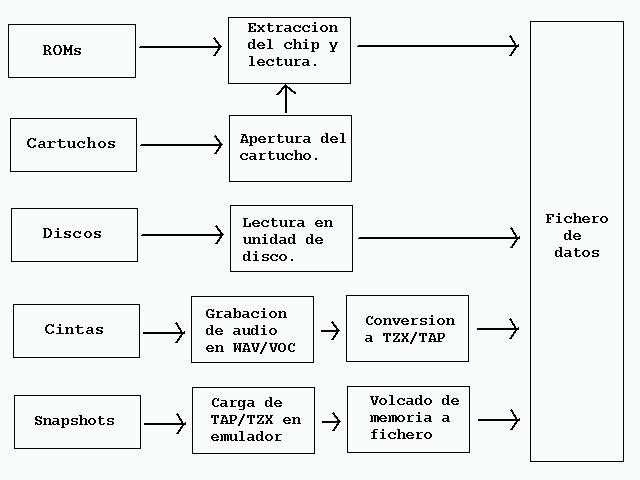 ROMs
Extraccion
del chip y
lectura.
Cartuchos
Apertura del
cartucho.
Discos
Lectura en
unidad de
disco.
Cintas
Grabacion
de audio
en WAV/VOC
Conversion
a TZX/TAP
Snapshots
Carga de
TAP/TZX en
emulador
Volcado de
memoria a
fichero
Fichero
de
datos